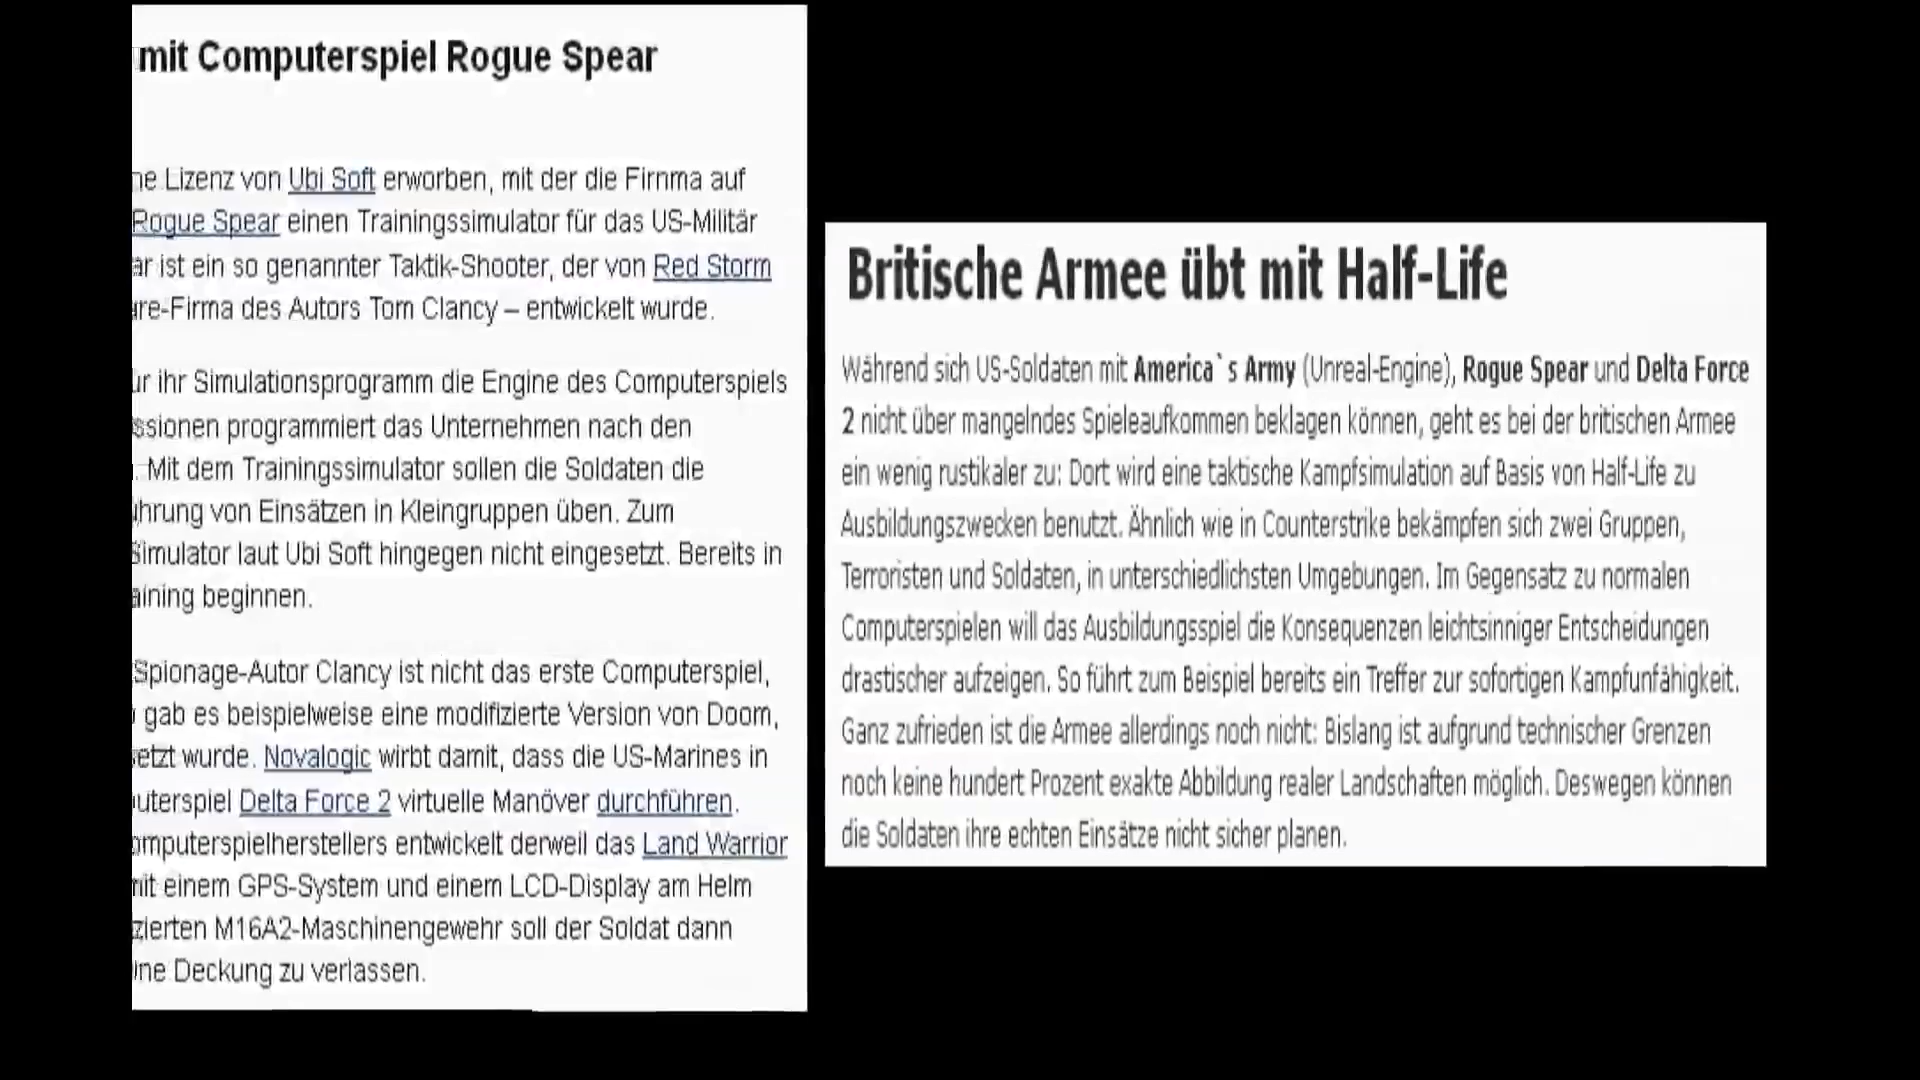 mit Computerspiel Rogue Spear
ne Lizenz von Ubi Soft erworben, mit der die Firnma auf
Rogue Spear einen Trainingssimulator für das US-Militär
ar ist ein so genannter Taktik-Shooter, der von Red Storm
are-Firma des Autors Tom Clancy – entwickelt wurde.
ür ihr Simulationsprogramm die Engine des Computerspiels
ssionen programmiert das Unternehmen nach den
. Mit dem Trainingssimulator sollen die Soldaten die
ührung von Einsätzen in Kleingruppen üben. Zum
Simulator laut Ubi Soft hingegen nicht eingesetzt. Bereits in
aining beginnen.
Spionage-Autor Clancy ist nicht das erste Computerspiel,
gab es beispielweise eine modifizierte Version von Doom,
setzt wurde. Novalogic wirbt damit, dass die US-Marines in
uterspiel Delta Force 2 virtuelle Manöver durchführen.
omputerspielherstellers entwickelt derweil das Land Warrior
mit einem GPS-System und einem LCD-Display am Helm
zierten M16A2-Maschinengewehr soll der Soldat dann
ine Deckung zu verlassen.
Britische Armee übt mit Half-Life
Während sich US-Soldaten mit America`s Army (Unreal-Engine), Rogue Spear und Delta Force
2 nicht über mangelndes Spieleaufkommen beklagen können, geht es bei der britischen Armee
ein wenig rustikaler zu: Dort wird eine taktische Kampfsimulation auf Basis von Half-Life zu
Ausbildungszwecken benutzt. Ähnlich wie in Counterstrike bekämpfen sich zwei Gruppen,
Terroristen und Soldaten, in unterschiedlichsten Umgebungen. Im Gegensatz zu normalen
Computerspielen will das Ausbildungsspiel die Konsequenzen leichtsinniger Entscheidungen
drastischer aufzeigen. So führt zum Beispiel bereits ein Treffer zur sofortigen Kampfunfähigkeit.
Ganz zufrieden ist die Armee allerdings noch nicht: Bislang ist aufgrund technischer Grenzen
noch keine hundert Prozent exakte Abbildung realer Landschaften möglich. Deswegen können
die Soldaten ihre echten Einsätze nicht sicher planen.